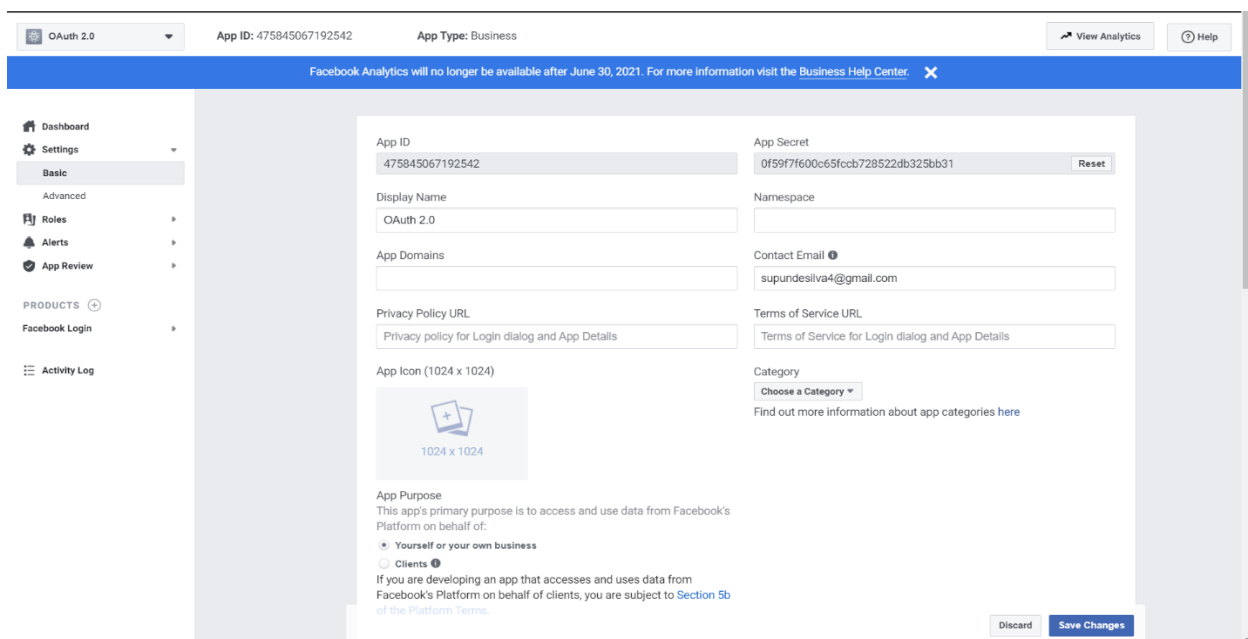 OAuth 2.0
App ID: 475845067192542
App Type: Business
View Analytics
Help
Facebook Analytics will no longer be available after June 30, 2021. For more information visit the Business Help Center.
Dashboard
Settings
Basic
Advanced
Roles
Alerts
App Review
PRODUCTS
Facebook Login
Activity Log
App ID
475845067192542
App Secret
0f59f7f600c65fccb728522db325bb31
Reset
Display Name
OAuth 2.0
Namespace
App Domains
Contact Email
supundesilva4@gmail.com
Privacy Policy URL
Privacy policy for Login dialog and App Details
Terms of Service URL
Terms of Service for Login dialog and App Details
App Icon (1024 x 1024)
1024 x 1024
Category
Choose a Category
Find out more information about app categories here
App Purpose
This app's primary purpose is to access and use data from Facebook's
Platform on behalf of:
Yourself or your own business
Clients
If you are developing an app that accesses and uses data from
Facebook's Platform on behalf of clients, you are subject to Section 5b
of the Platform Terms.
Discard
Save Changes